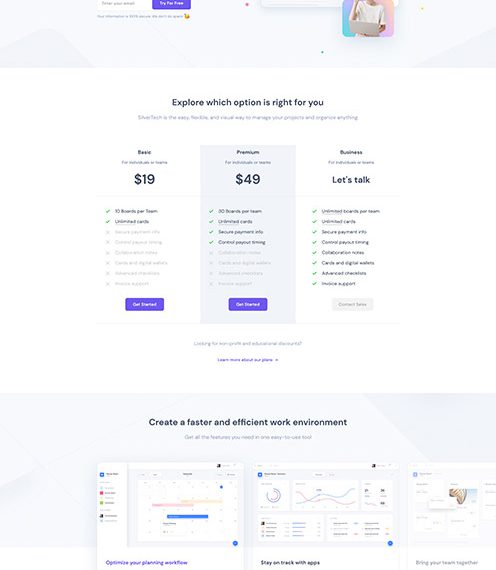 Enter your email
Try For Free
Your information is 100% secure. We don't do spam!
Explore which option is right for you
SilverTech is the easy, flexible, and visual way to manage your projects and organize anything
Basic
For individuals or teams
$19
10 Boards per Team
Unlimited cards
Secure payment info
Control payout timing
Collaboration notes
Cards and digital wallets
Advanced checklists
Invoice support
Get Started
Premium
For individuals or teams
$49
30 Boards per team
Unlimited cards
Secure payment info
Control payout timing
Collaboration notes
Cards and digital wallets
Advanced checklists
Invoice support
Get Started
Business
For individuals or teams
Let's talk
Unlimited boards per team
Unlimited cards
Secure payment info
Control payout timing
Collaboration notes
Cards and digital wallets
Advanced checklists
Invoice support
Contact Sales
Looking for non-profit and educational discounts?
Learn more about our plans
Create a faster and efficient work environment
Get all the features you need in one easy-to-use tool
Optimize your planning workflow
Stay on track with apps
Bring your team together